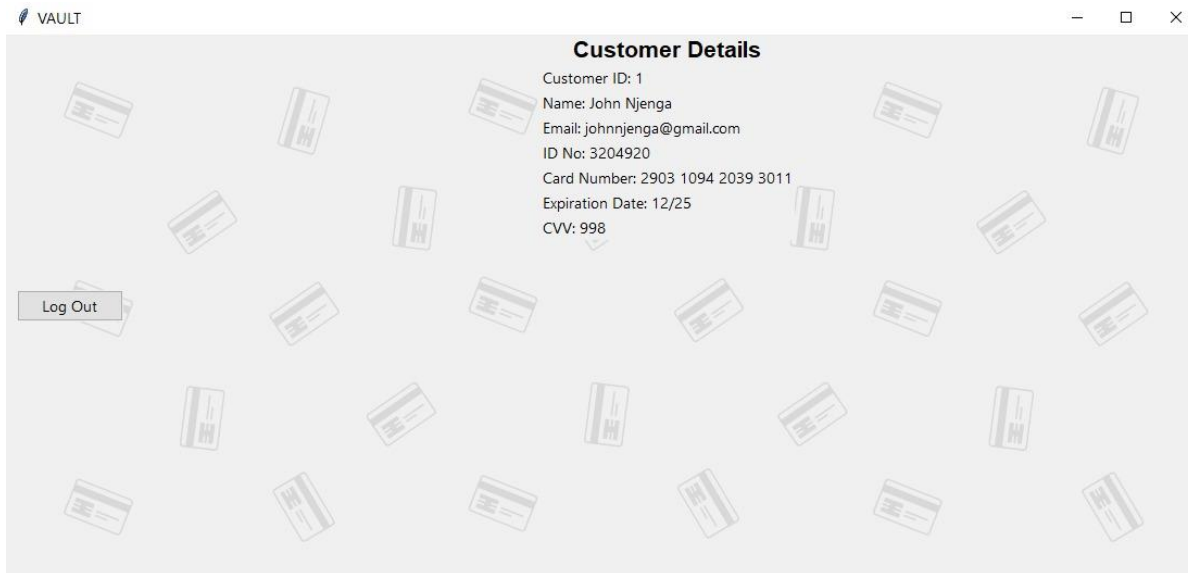 VAULT
Customer Details
Customer ID: 1
Name: John Njenga
Email: johnnjenga@gmail.com
ID No: 3204920
Card Number: 2903 1094 2039 3011
Expiration Date: 12/25
CVV: 998
Log Out